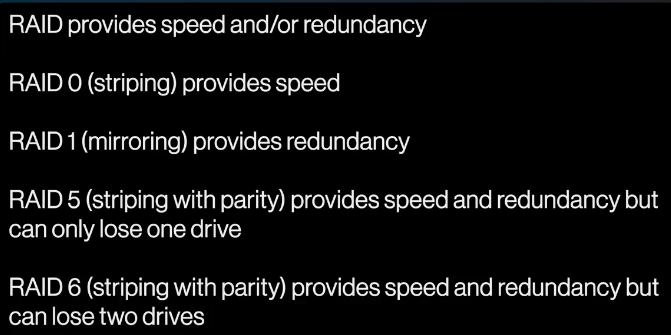 RAID provides speed and/or redundancy
RAID 0 (striping) provides speed
RAID 1 (mirroring) provides redundancy
RAID 5 (striping with parity) provides speed and redundancy but
can only lose one drive
RAID 6 (striping with parity) provides speed and redundancy but
can lose two drives